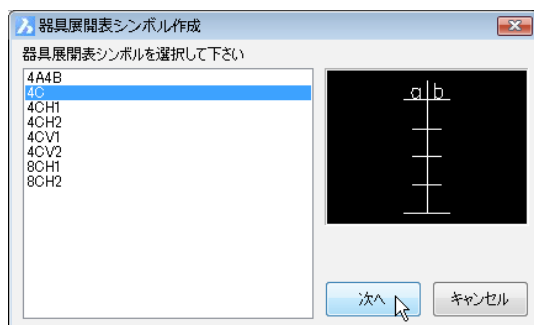 器具展開表シンボル作成
器具展開表シンボルを選択して下さい
4A4B
4C
4CH1
4CH2
4CV1
4CV2
8CH1
8CH2
a b
次へ
キャンセル